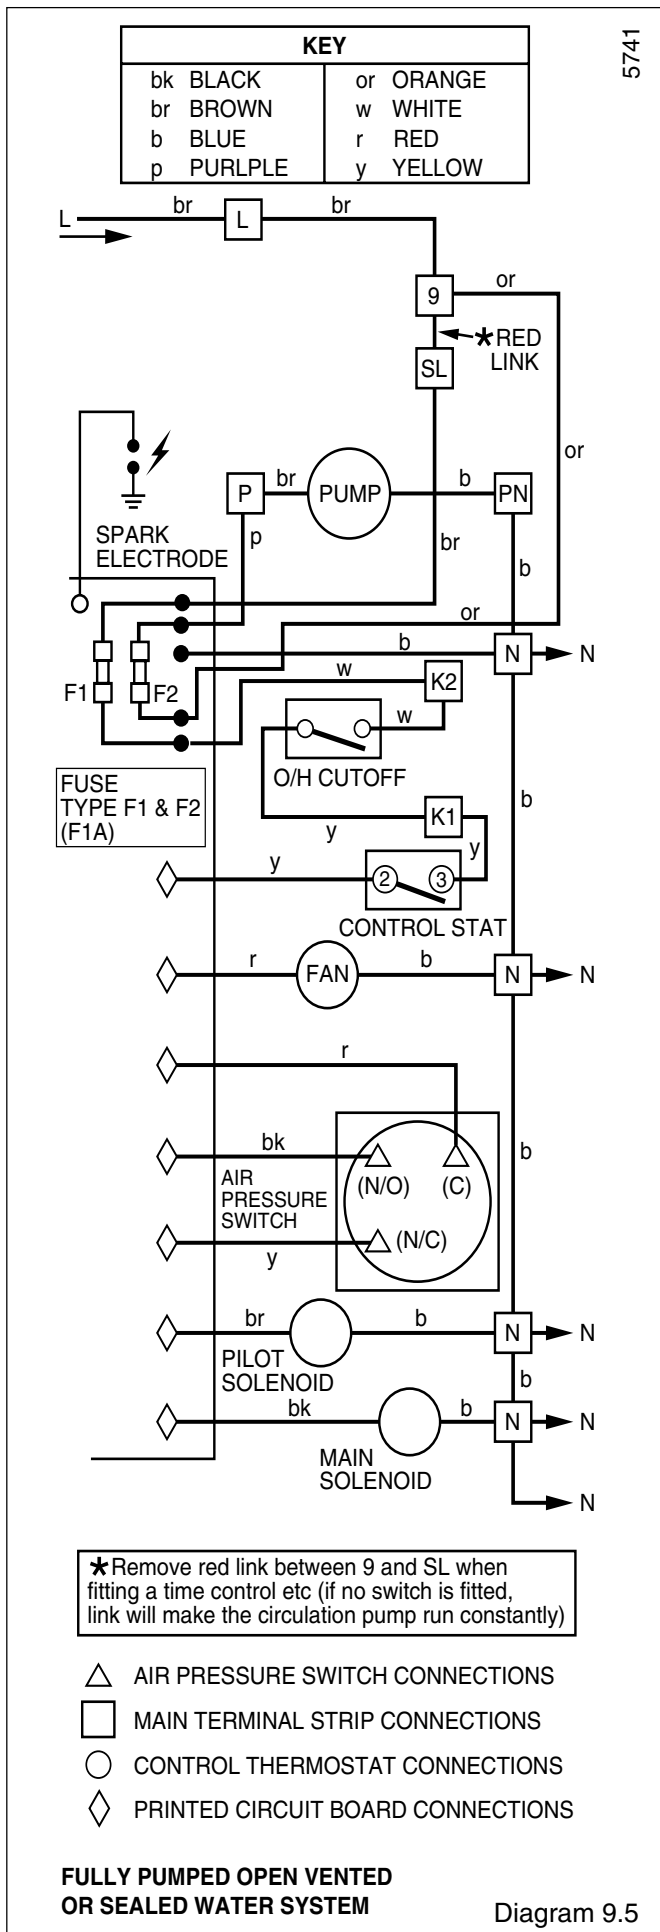 5741
KEY
bk BLACK or ORANGE
br BROWN w WHITE
b BLUE r RED
p PURLPLE y YELLOW
L br L br
9 or
*RED
LINK
SL
or
P br PUMP b PN
SPARK
ELECTRODE
p br b
or
b N N
F1 F2 w K2
w
O/H CUTOFF
FUSE
TYPE F1 & F2
(F1A)
b
y K1
y
y 2 3
CONTROL STAT
r FAN b N N
r
bk b
AIR
PRESSURE
SWITCH
(N/O) (C)
(N/C)
y
br b N N
PILOT
SOLENOID
b
bk b N N
MAIN
SOLENOID
N
*Remove red link between 9 and SL when
fitting a time control etc (if no switch is fitted,
link will make the circulation pump run constantly)
AIR PRESSURE SWITCH CONNECTIONS
MAIN TERMINAL STRIP CONNECTIONS
CONTROL THERMOSTAT CONNECTIONS
PRINTED CIRCUIT BOARD CONNECTIONS
FULLY PUMPED OPEN VENTED
OR SEALED WATER SYSTEM
Diagram 9.5